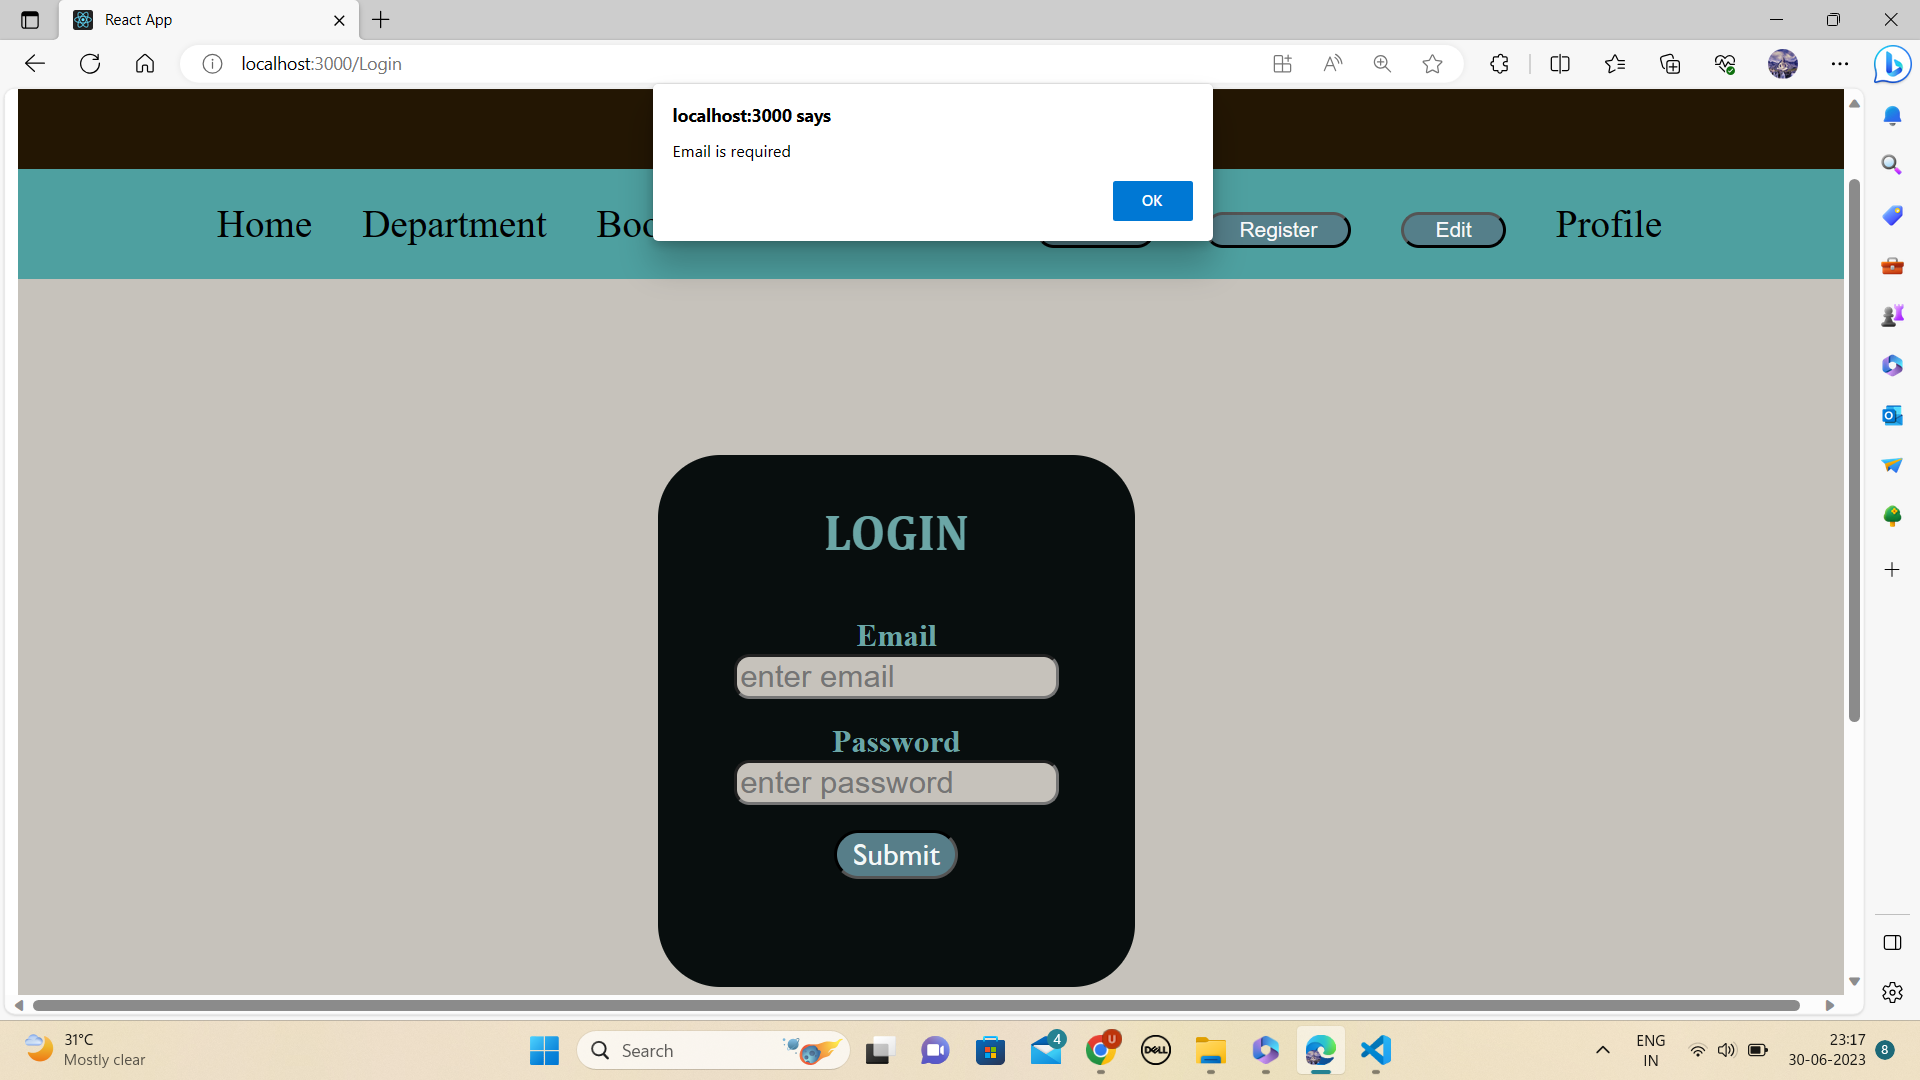 React App
localhost:3000/Login
localhost:3000 says
Email is required
OK
Home Department Register Edit Profile
LOGIN
Email
enter email
Password
enter password
Submit
31°C
Mostly clear
Search
4
U
DELL
ENG
IN
23:17
30-06-2023
8